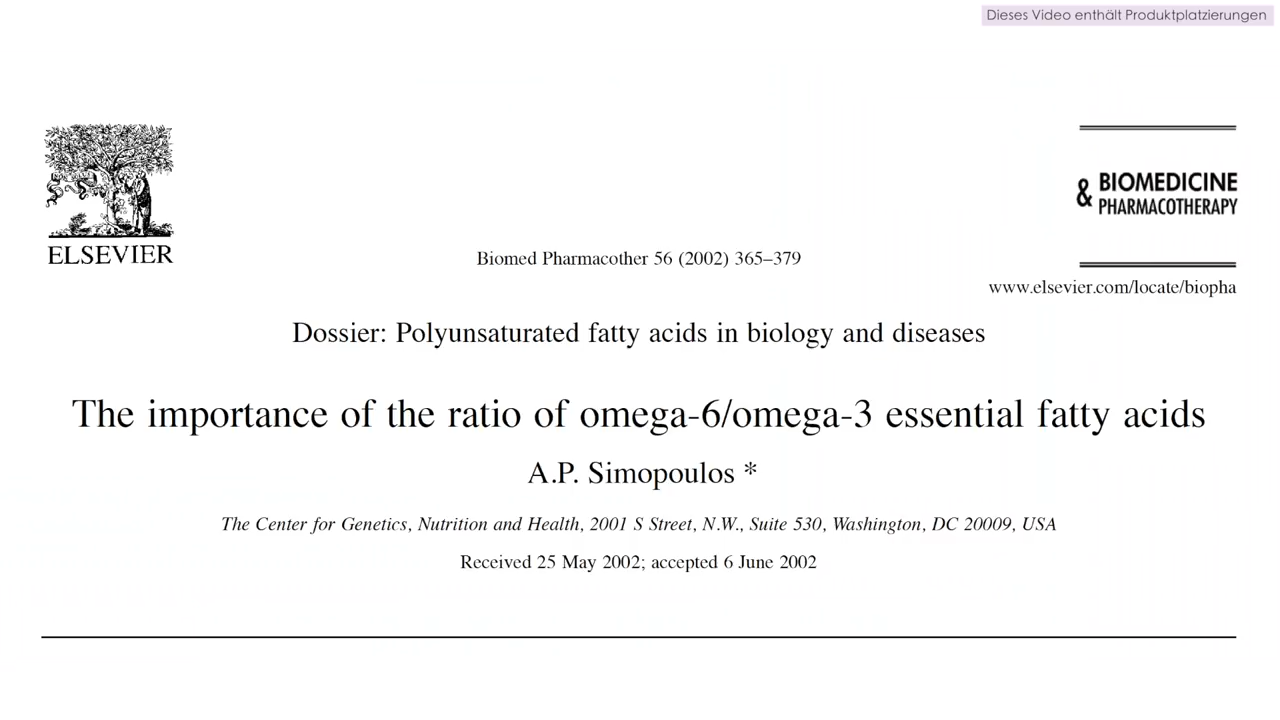 Dieses Video enthält Produktplatzierungen
ELSEVIER
& BIOMEDICINE
PHARMACOTHERAPY
Biomed Pharmacother 56 (2002) 365–379
www.elsevier.com/locate/biopha
Dossier: Polyunsaturated fatty acids in biology and diseases
The importance of the ratio of omega-6/omega-3 essential fatty acids
A.P. Simopoulos *
The Center for Genetics, Nutrition and Health, 2001 S Street, N.W., Suite 530, Washington, DC 20009, USA
Received 25 May 2002; accepted 6 June 2002